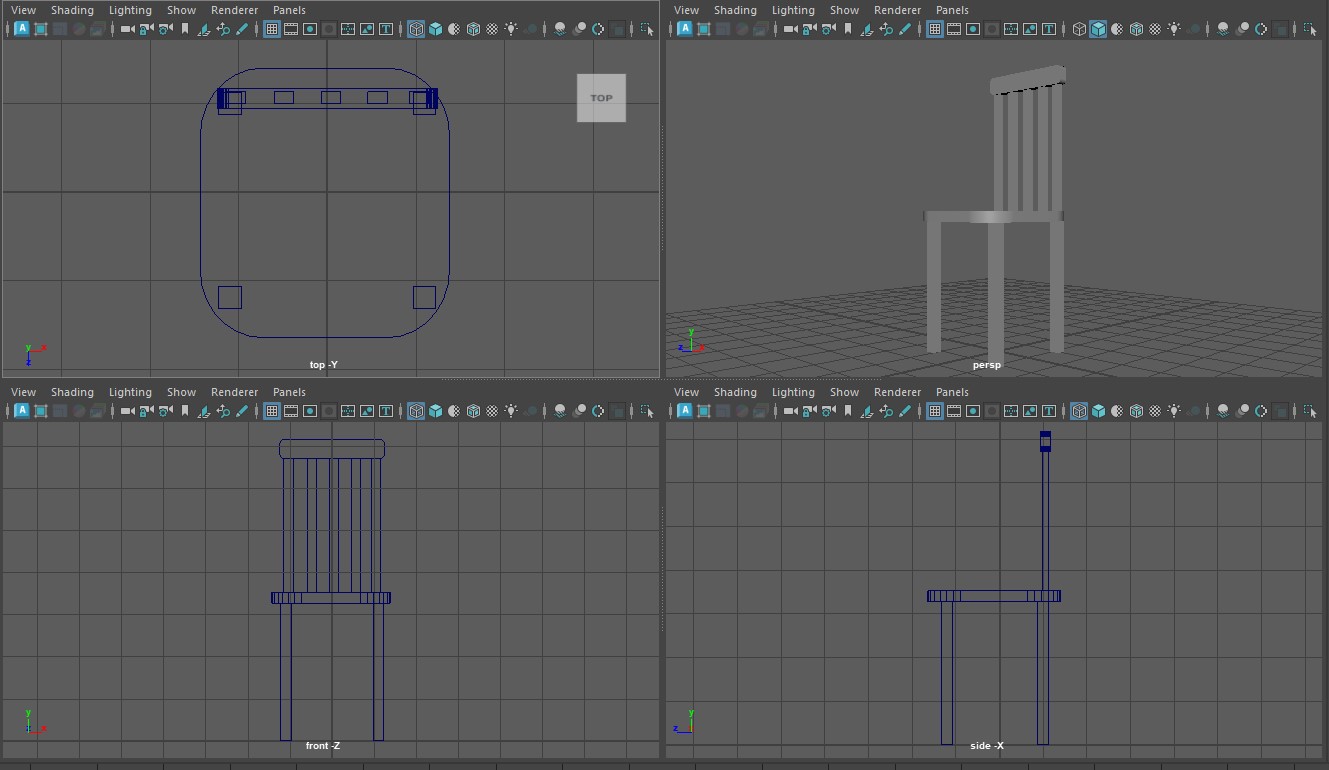 View Shading Lighting Show Renderer Panels
View Shading Lighting Show Renderer Panels
TOP
y x
z
top -Y
y
z x
persp
View Shading Lighting Show Renderer Panels
View Shading Lighting Show Renderer Panels
y
z x
front -Z
y
z
side -X